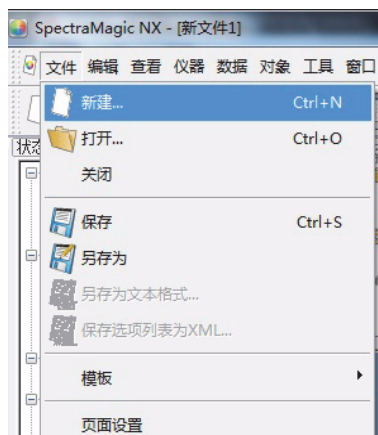 SpectraMagic NX - [新文件1]
文件 编辑 查看 仪器 数据 对象 工具 窗口
新建... Ctrl+N
状态
打开... Ctrl+O
关闭
保存 Ctrl+S
另存为
另存为文本格式...
保存选项列表为XML...
模板
页面设置